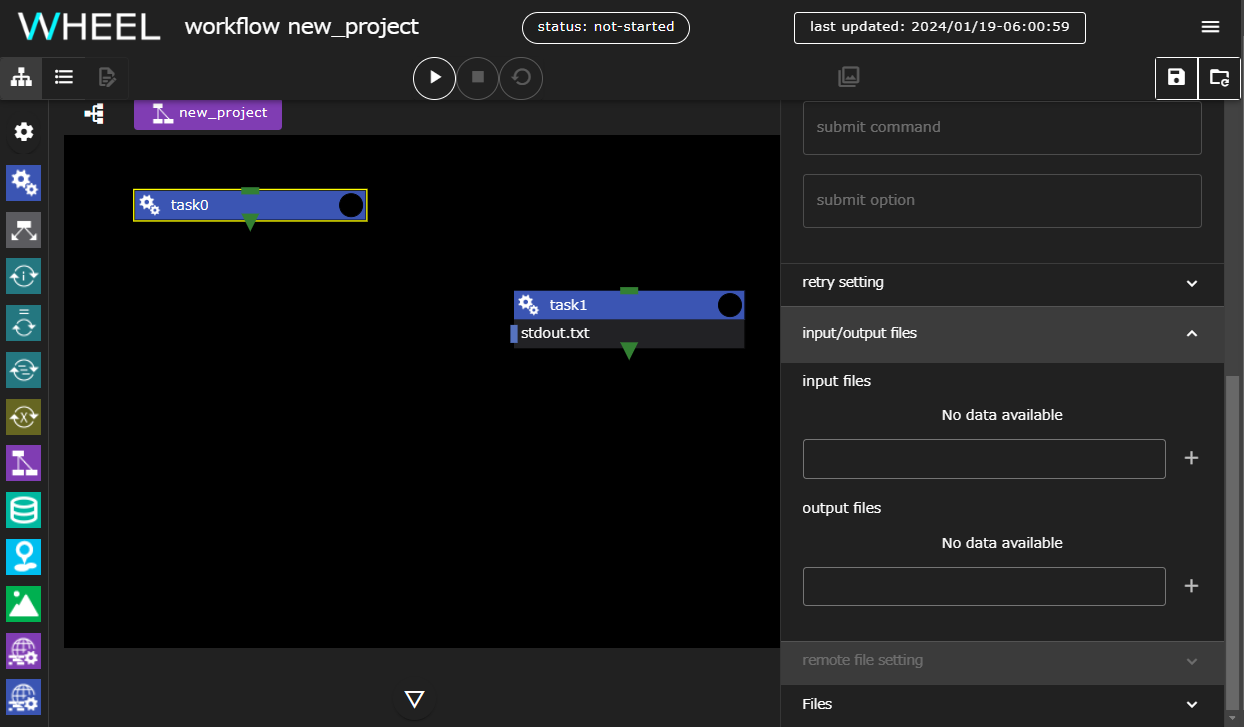 WHEEL workflow new_project status: not-started last updated: 2024/01/19-06:00:59
new_project
submit command
task0
submit option
retry setting
task1
stdout.txt
input/output files
input files
No data available
output files
No data available
remote file setting
Files